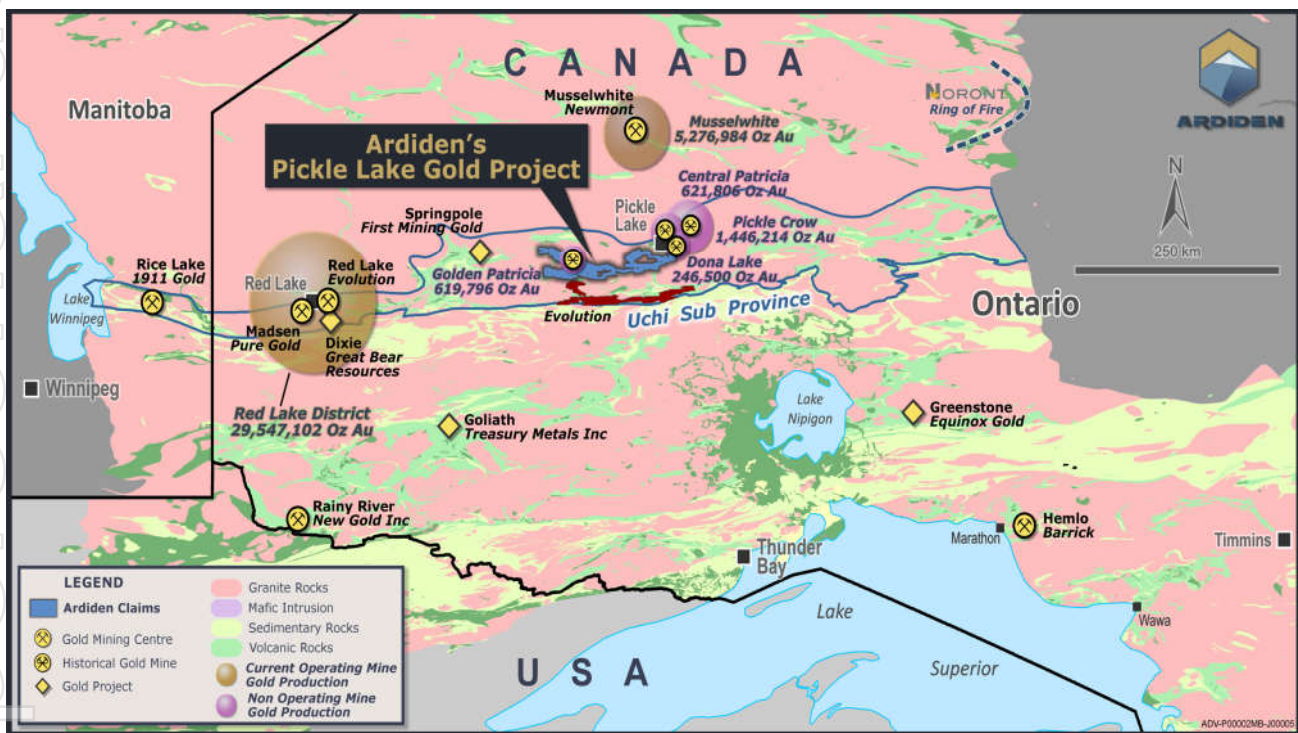 C A N A D A
Manitoba
Musselwhite
Newmont
Musselwhite
5,276,984 Oz Au
NORONT
Ring of Fire
ARDIDEN
Ardiden's
Pickle Lake Gold Project
N
250 km
Central Patricia
621,806 Oz Au
Pickle
Lake
Pickle Crow
1,446,214 Oz Au
Springpole
First Mining Gold
Dona Lake
246,500 Oz Au
Golden Patricia
619,796 Oz Au
Rice Lake
1911 Gold
Red Lake
Red Lake
Evolution
Lake
Winnipeg
Evolution
Uchi Sub Province
Ontario
Madsen
Pure Gold
Dixie
Great Bear
Resources
Winnipeg
Red Lake District
29,547,102 Oz Au
Goliath
Treasury Metals Inc
Lake
Nipigon
Greenstone
Equinox Gold
Rainy River
New Gold Inc
Marathon
Hemlo
Barrick
Timmins
Thunder
Bay
Wawa
Lake
Superior
U S A
LEGEND
Ardiden Claims
Gold Mining Centre
Historical Gold Mine
Gold Project
Granite Rocks
Mafic Intrusion
Sedimentary Rocks
Volcanic Rocks
Current Operating Mine
Gold Production
Non Operating Mine
Gold Production
ADV-P00002MB-J00005